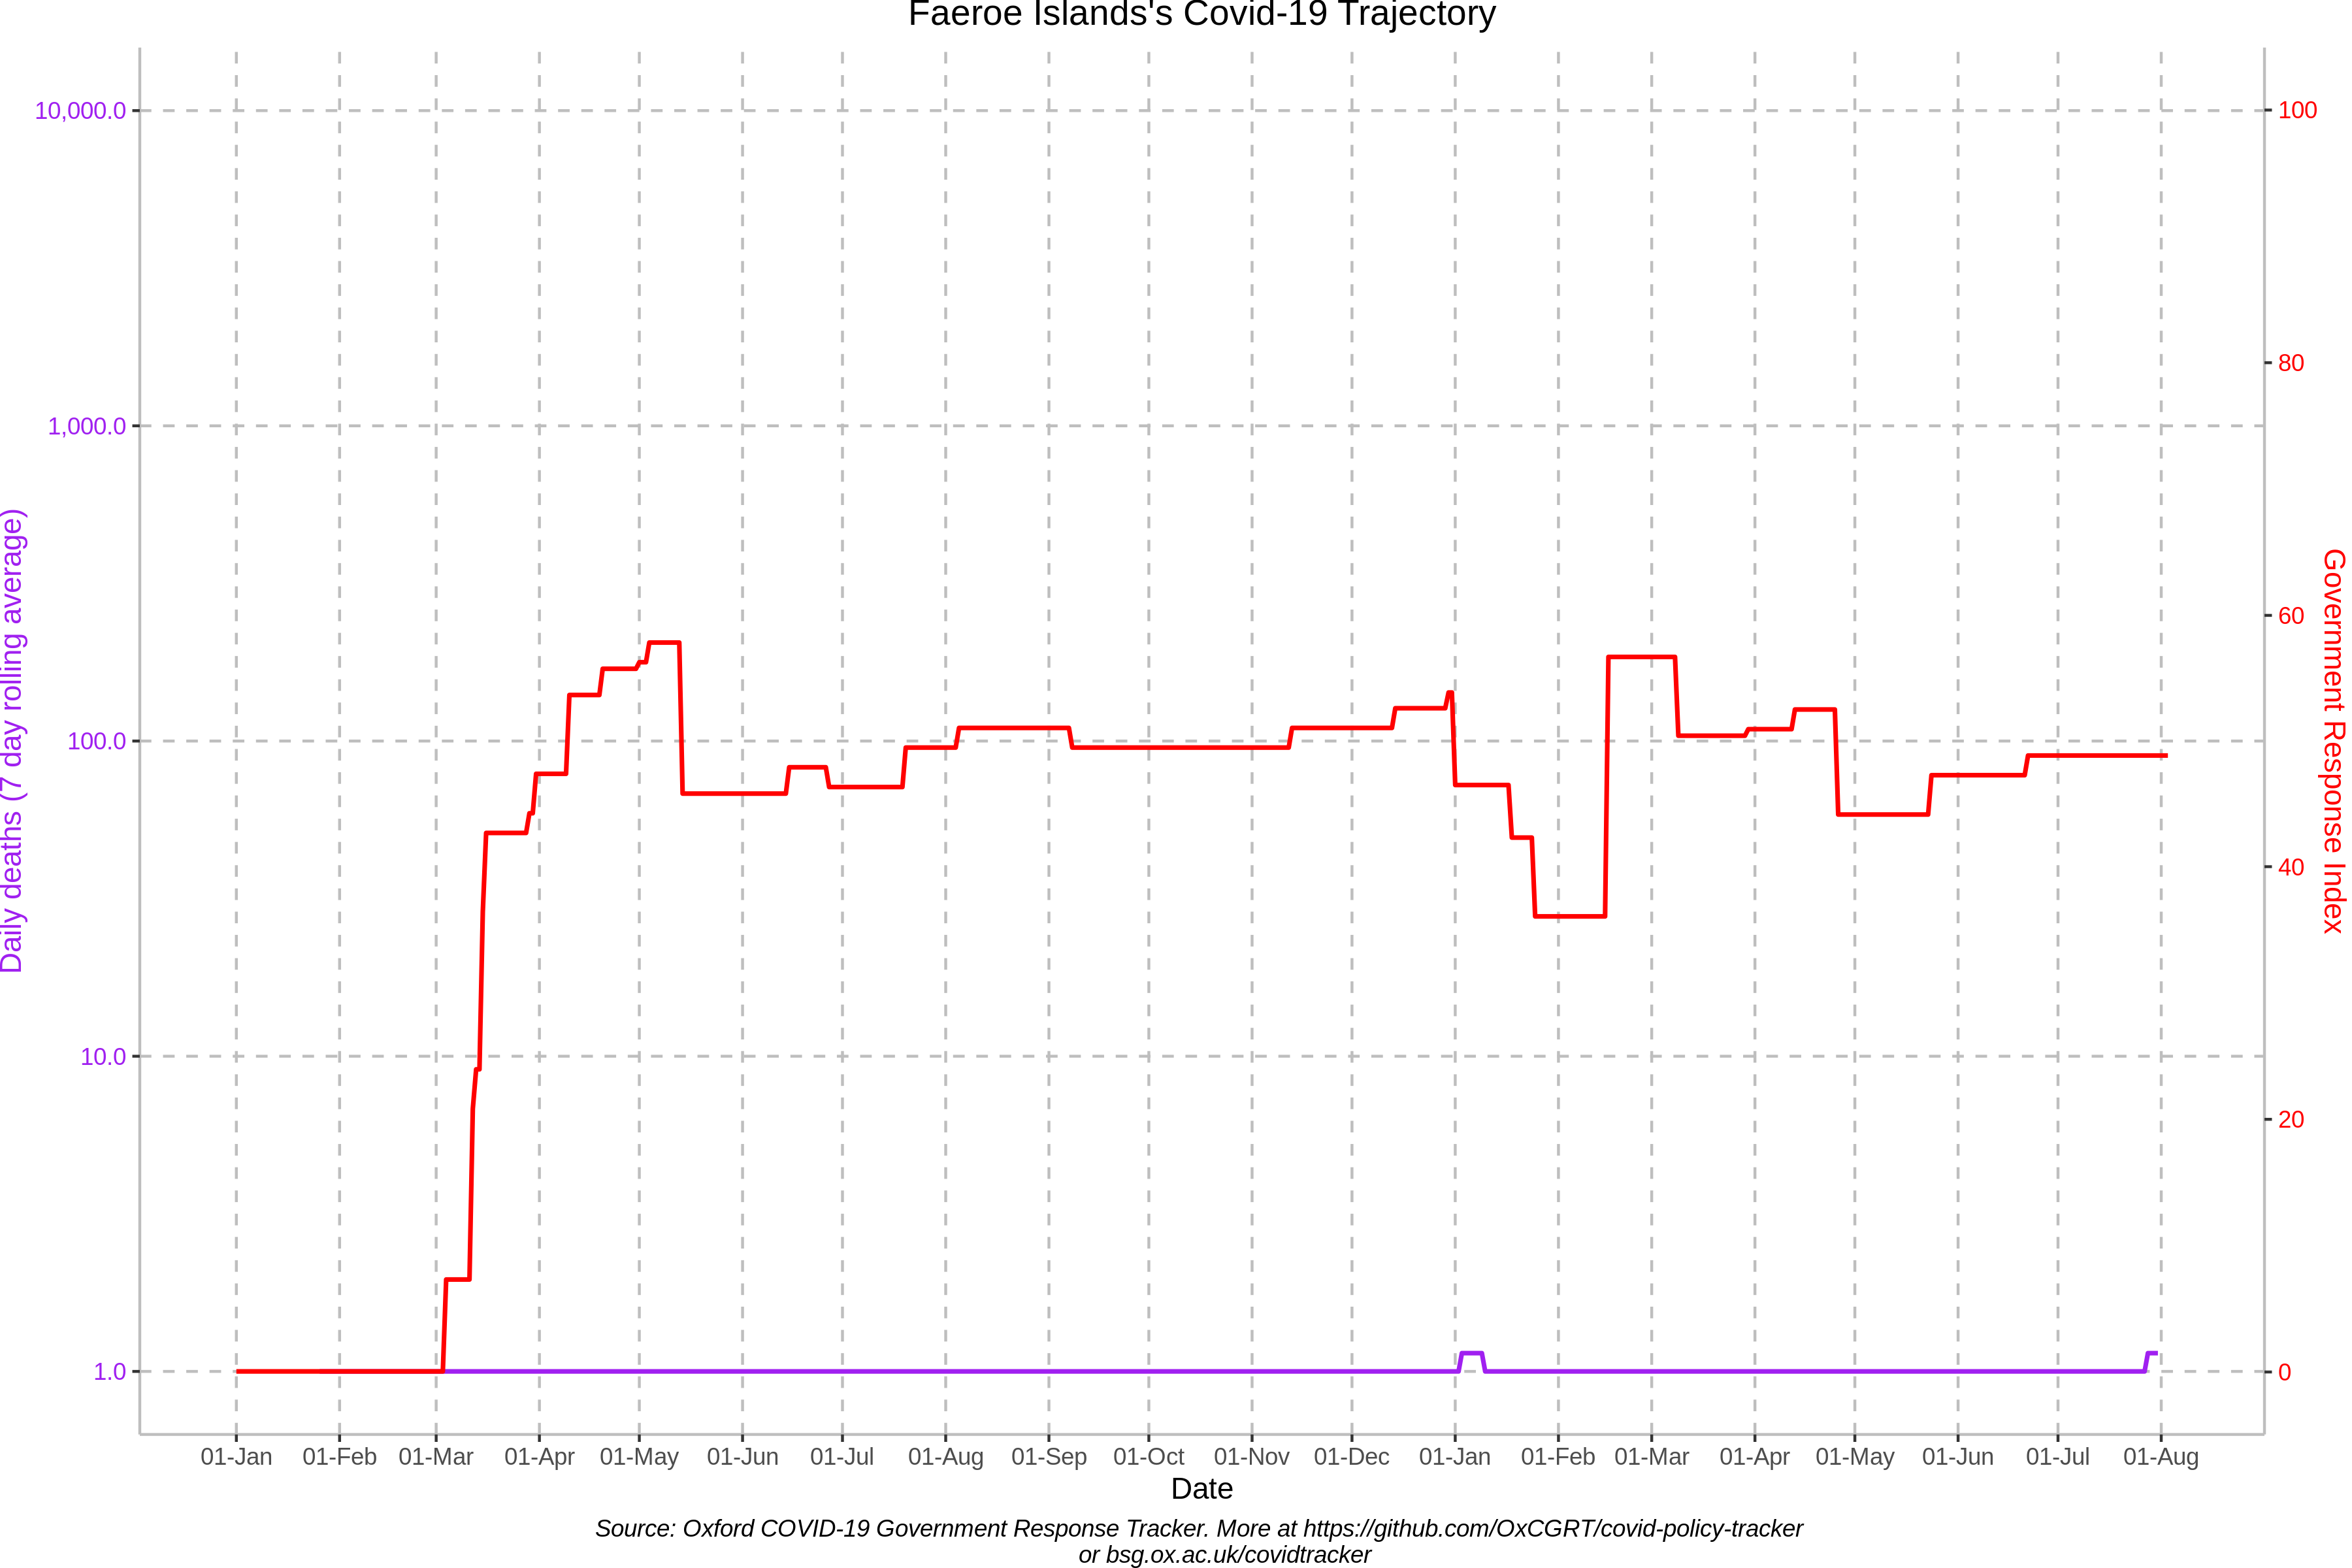 Faeroe Islands's Covid-19 Trajectory
10,000.0
1,000.0
100.0
10.0
1.0
Daily deaths (7 day rolling average)
100
80
60
40
20
0
Government Response Index
01-Jan 01-Feb 01-Mar 01-Apr 01-May 01-Jun 01-Jul 01-Aug 01-Sep 01-Oct 01-Nov 01-Dec 01-Jan 01-Feb 01-Mar 01-Apr 01-May 01-Jun 01-Jul 01-Aug
Date
Source: Oxford COVID-19 Government Response Tracker. More at https://github.com/OxCGRT/covid-policy-tracker
or bsg.ox.ac.uk/covidtracker